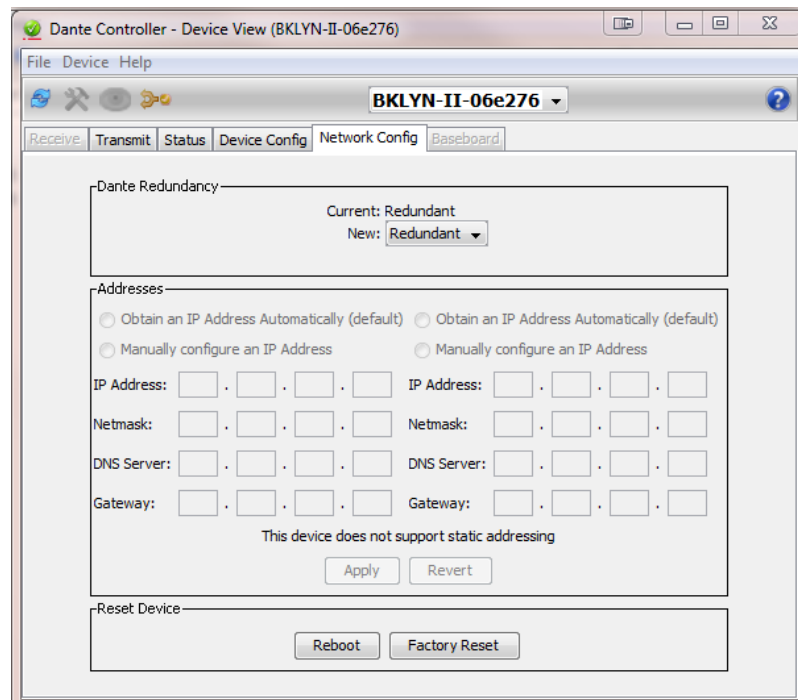 Dante Controller - Device View (BKLYN-II-06e276)
File Device Help
BKLYN-II-06e276
Receive Transmit Status Device Config Network Config Baseboard
Dante Redundancy
Current: Redundant
New: Redundant
Addresses
Obtain an IP Address Automatically (default) Obtain an IP Address Automatically (default)
Manually configure an IP Address Manually configure an IP Address
IP Address: . . . IP Address: . . .
Netmask: . . . Netmask: . . .
DNS Server: . . . DNS Server: . . .
Gateway: . . . Gateway: . . .
This device does not support static addressing
Apply Revert
Reset Device
Reboot Factory Reset